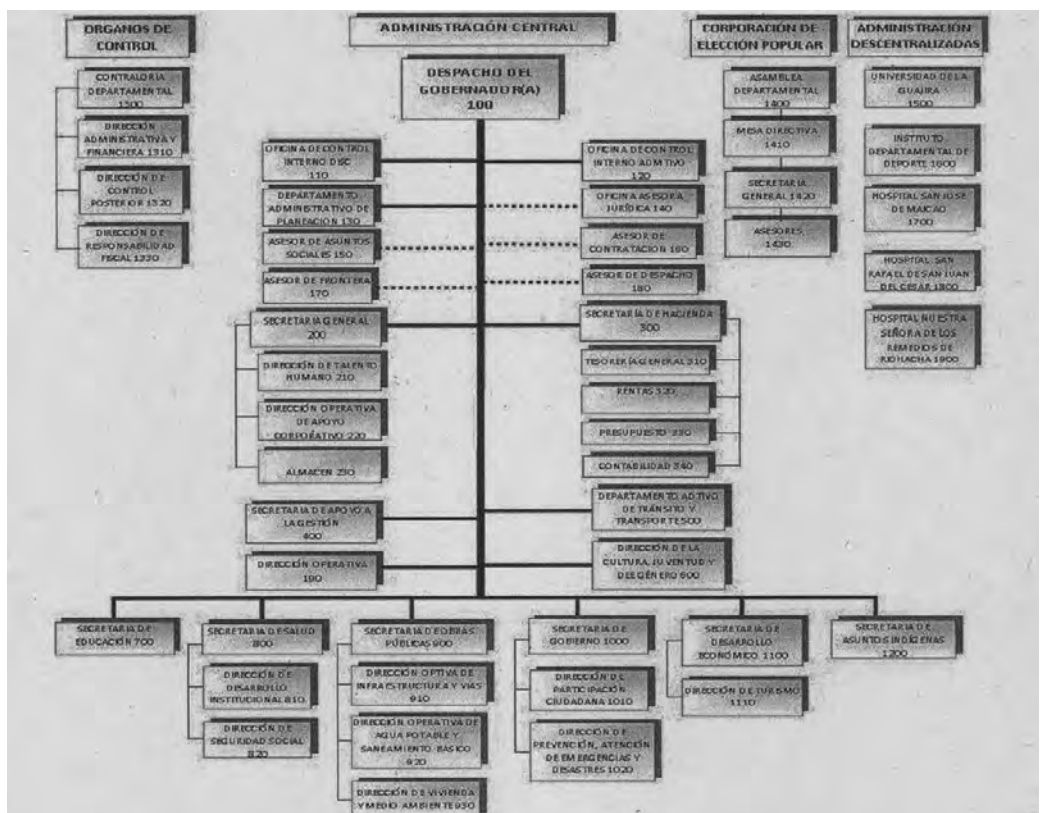 ORGANOS DE
CONTROL
CONTRALORIA
DEPARTAMENTAL
1300
DIRECCIÓN
ADMINISTRATIVA Y
FINANCIERA 1310
DIRECCIÓN DE
CONTROL
POSTERIOR 1320
DIRECCIÓN DE
RESPONSABILIDAD
FISCAL 1330
ADMINISTRACIÓN CENTRAL
DESPACHO DEL
GOBERNADOR(A)
100
OFICINA DE CONTROL
INTERNO DISC
110
OFICINA DE CONTROL
INTERNO ADMITIVO
120
DEPARTAMENTO
ADMINISTRATIVO DE
PLANEACION 130
OFICINA ASESORA
JURÍDICA 140
ASESOR DE ASUNTOS
SOCIALES 150
ASESOR DE
CONTRATACION 160
ASESOR DE FRONTERA
170
ASESOR DE DESPACHO
180
SECRETARIA GENERAL
200
DIRECCIÓN DE TALENTO
HUMANO 210
DIRECCIÓN OPERATIVA
DE APOYO
CORPORATIVO 220
ALMACEN 230
SECRETARIA DE HACIENDA
300
TESORERÍA GENERAL 310
RENTAS 320
PRESUPUESTO 330
CONTABILIDAD 340
SECRETARIA DE APOYO A
LA GESTIÓN
400
DEPARTAMENTO ADTIVO
DE TRÁNSITO Y
TRANSPORTE 500
DIRECCIÓN OPERATIVA
190
DIRECCIÓN DE LA
CULTURA, JUVENTUD Y
DE GÉNERO 600
CORPORACIÓN DE
ELECCIÓN POPULAR
ASAMBLEA
DEPARTAMENTAL
1400
MESA DIRECTIVA
1410
SECRETARIA
GENERAL 1420
ASESORES
1430
ADMINISTRACIÓN
DESCENTRALIZADAS
UNIVERSIDAD DE LA
GUAJIRA
1500
INSTITUTO
DEPARTAMENTAL DE
DEPORTE 1600
HOSPITAL SAN JOSE
DE MAICAO
1700
HOSPITAL SAN
RAFAEL DE SAN JUAN
DEL CESAR 1800
HOSPITAL NUESTRA
SEÑORA DE LOS
REMEDIOS DE
RIOHACHA 1900
SECRETARIA DE
EDUCACIÓN 700
SECRETARIA DE SALUD
800
DIRECCIÓN DE
DESARROLLO
INSTITUCIONAL 810
DIRECCIÓN DE
SEGURIDAD SOCIAL
820
SECRETARIA DE OBRAS
PÚBLICAS 900
DIRECCIÓN OPTIVA DE
INFRAESTRUCTURA Y VIAS
910
DIRECCIÓN OPERATIVA DE
AGUA POTABLE Y
SANEAMIENTO BÁSICO
920
DIRECCIÓN DE VIVIENDA
Y MEDIO AMBIENTE 930
SECRETARIA DE
GOBIERNO 1000
DIRECCIÓN DE
PARTICIPACIÓN
CIUDADANA 1010
DIRECCIÓN DE
PREVENCIÓN, ATENCIÓN
DE EMERGENCIAS Y
DESASTRES 1020
SECRETARIA DE
DESARROLLO
ECONÓMICO 1100
DIRECCIÓN DE TURISMO
1110
SECRETARIA DE
ASUNTOS INDÍGENAS
1200